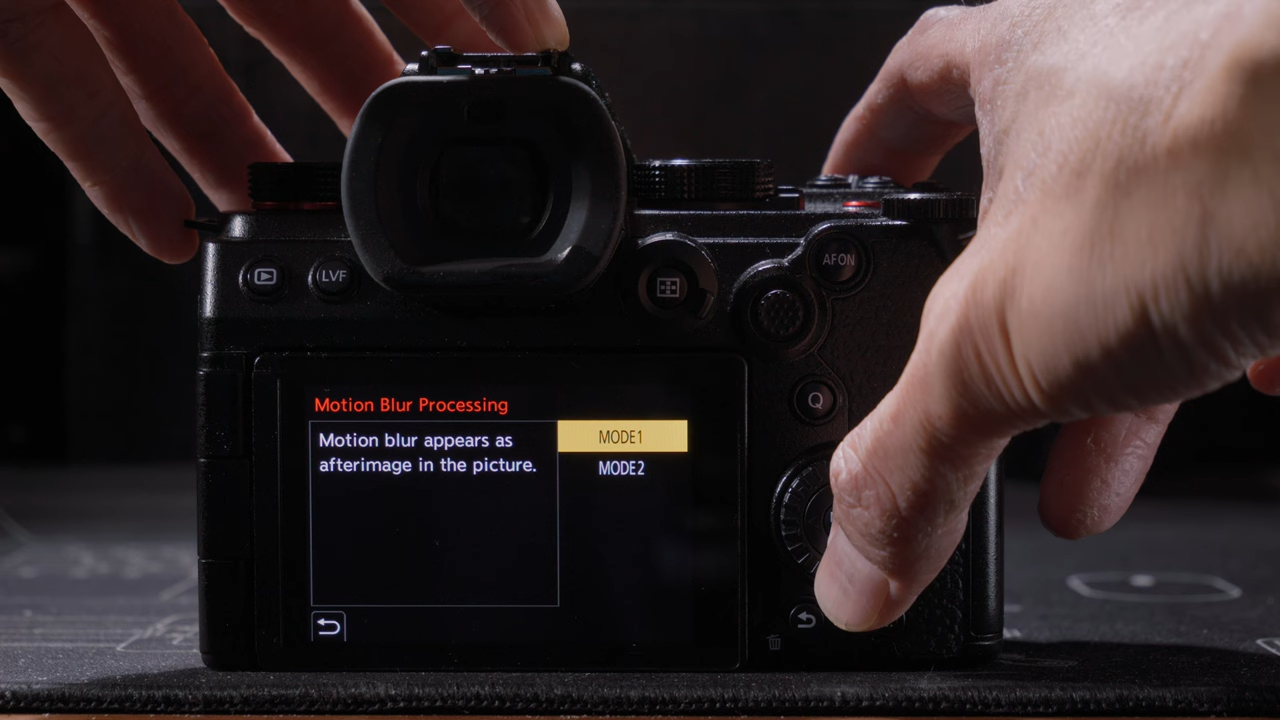 LVF
AFON
Q
Motion Blur Processing
Motion blur appears as
afterimage in the picture.
MODE1
MODE2